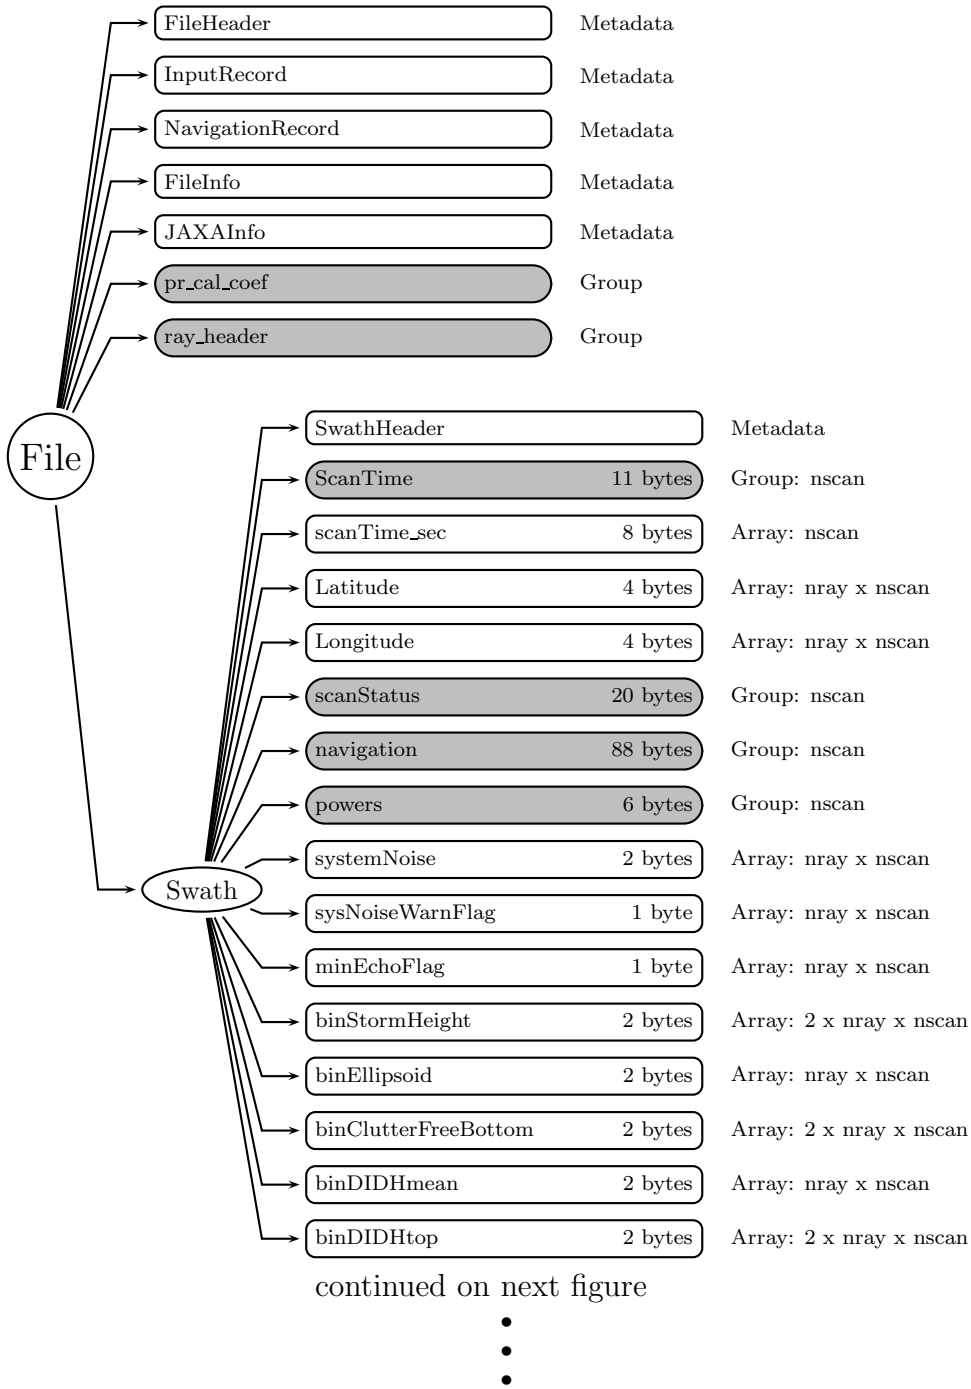 FileHeader Metadata
InputRecord Metadata
NavigationRecord Metadata
FileInfo Metadata
JAXAInfo Metadata
pr_cal_coef Group
ray_header Group
SwathHeader Metadata
File
ScanTime 11 bytes Group: nscan
scanTime_sec 8 bytes Array: nscan
Latitude 4 bytes Array: nray x nscan
Longitude 4 bytes Array: nray x nscan
scanStatus 20 bytes Group: nscan
navigation 88 bytes Group: nscan
powers 6 bytes Group: nscan
systemNoise 2 bytes Array: nray x nscan
Swath
sysNoiseWarnFlag 1 byte Array: nray x nscan
minEchoFlag 1 byte Array: nray x nscan
binStormHeight 2 bytes Array: 2 x nray x nscan
binEllipsoid 2 bytes Array: nray x nscan
binClutterFreeBottom 2 bytes Array: 2 x nray x nscan
binDIDHmean 2 bytes Array: nray x nscan
binDIDHtop 2 bytes Array: 2 x nray x nscan
continued on next figure